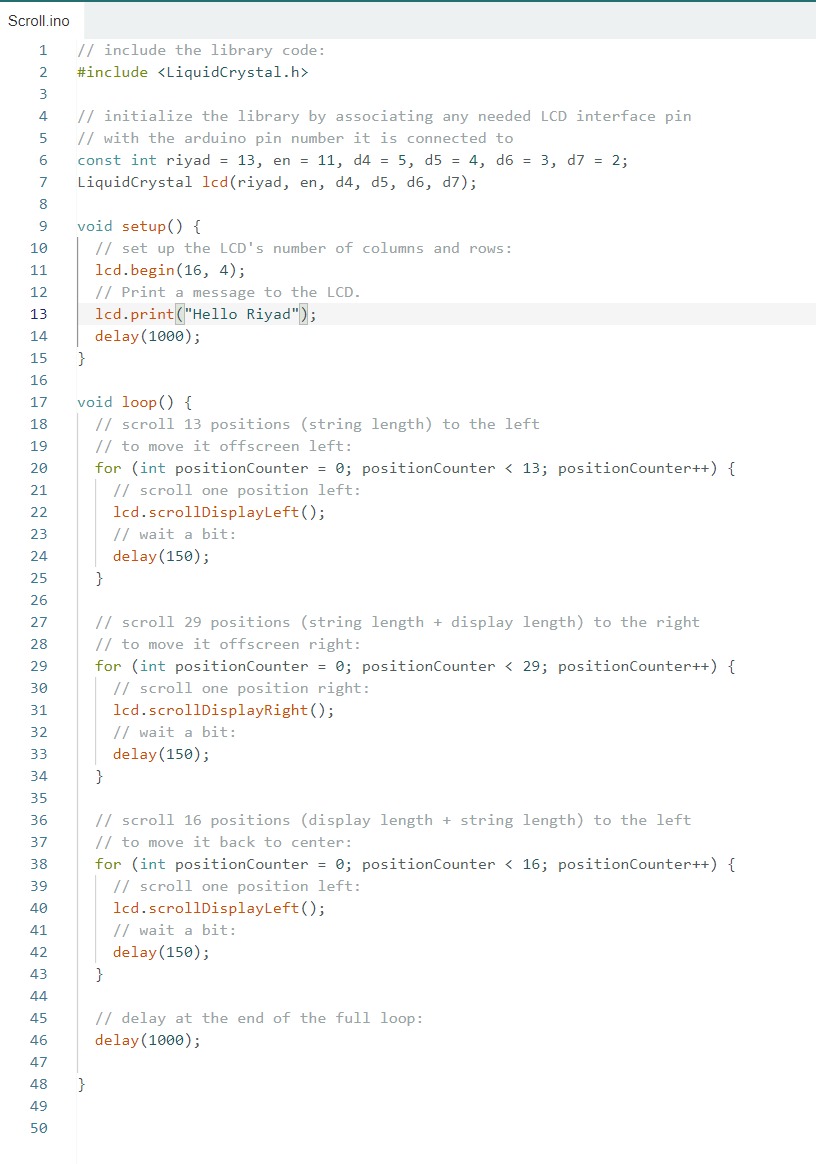 Scroll.ino
1 // include the library code:
2 #include <LiquidCrystal.h>
3
4 // initialize the library by associating any needed LCD interface pin
5 // with the arduino pin number it is connected to
6 const int riyad = 13, en = 11, d4 = 5, d5 = 4, d6 = 3, d7 = 2;
7 LiquidCrystal lcd(riyad, en, d4, d5, d6, d7);
8
9 void setup() {
10   // set up the LCD's number of columns and rows:
11   lcd.begin(16, 4);
12   // Print a message to the LCD.
13   lcd.print("Hello Riyad");
14   delay(1000);
15 }
16
17 void loop() {
18   // scroll 13 positions (string length) to the left
19   // to move it offscreen left:
20   for (int positionCounter = 0; positionCounter < 13; positionCounter++) {
21     // scroll one position left:
22     lcd.scrollDisplayLeft();
23     // wait a bit:
24     delay(150);
25   }
26
27   // scroll 29 positions (string length + display length) to the right
28   // to move it offscreen right:
29   for (int positionCounter = 0; positionCounter < 29; positionCounter++) {
30     // scroll one position right:
31     lcd.scrollDisplayRight();
32     // wait a bit:
33     delay(150);
34   }
35
36   // scroll 16 positions (display length + string length) to the left
37   // to move it back to center:
38   for (int positionCounter = 0; positionCounter < 16; positionCounter++) {
39     // scroll one position left:
40     lcd.scrollDisplayLeft();
41     // wait a bit:
42     delay(150);
43   }
44
45   // delay at the end of the full loop:
46   delay(1000);
47
48 }
49
50